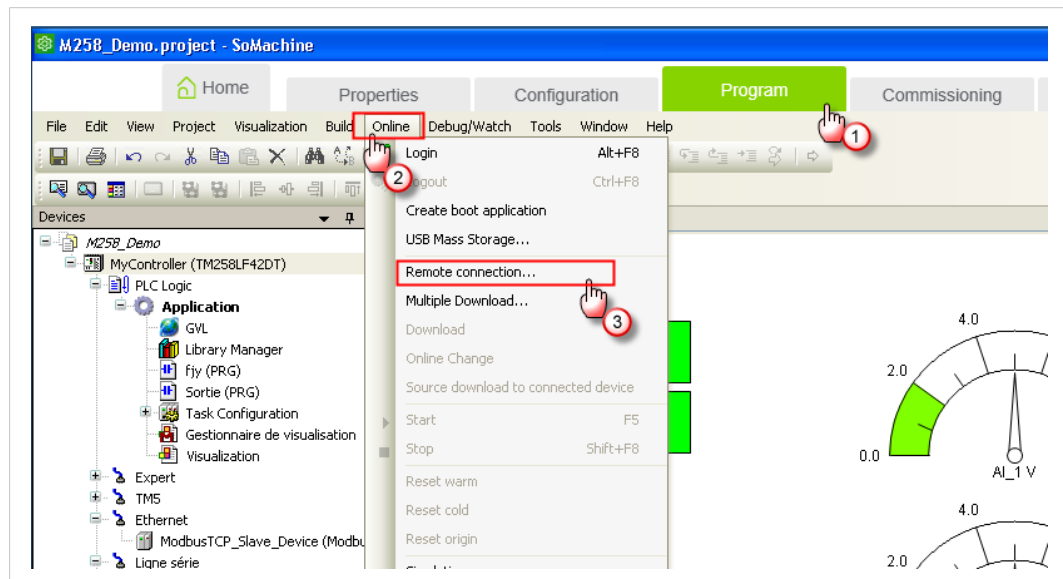 M258_Demo.project - SoMachine
Home Properties Configuration Program Commissioning
1
File Edit View Project Visualization Build Online Debug/Watch Tools Window Help
2
Login Alt+F8
Logout Ctrl+F8
Create boot application
USB Mass Storage...
Remote connection...
3
Multiple Download...
Download
Online Change
Source download to connected device
Start F5
Stop Shift+F8
Reset warm
Reset cold
Reset origin
Devices
M258_Demo
MyController (TM258LF42DT)
PLC Logic
Application
GVL
Library Manager
fjy (PRG)
Sortie (PRG)
Task Configuration
Gestionnaire de visualisation
Visualization
Expert
TM5
Ethernet
ModbusTCP_Slave_Device (Modbu
Ligne série
4.0
2.0
0.0
AI_1 V
4.0
2.0